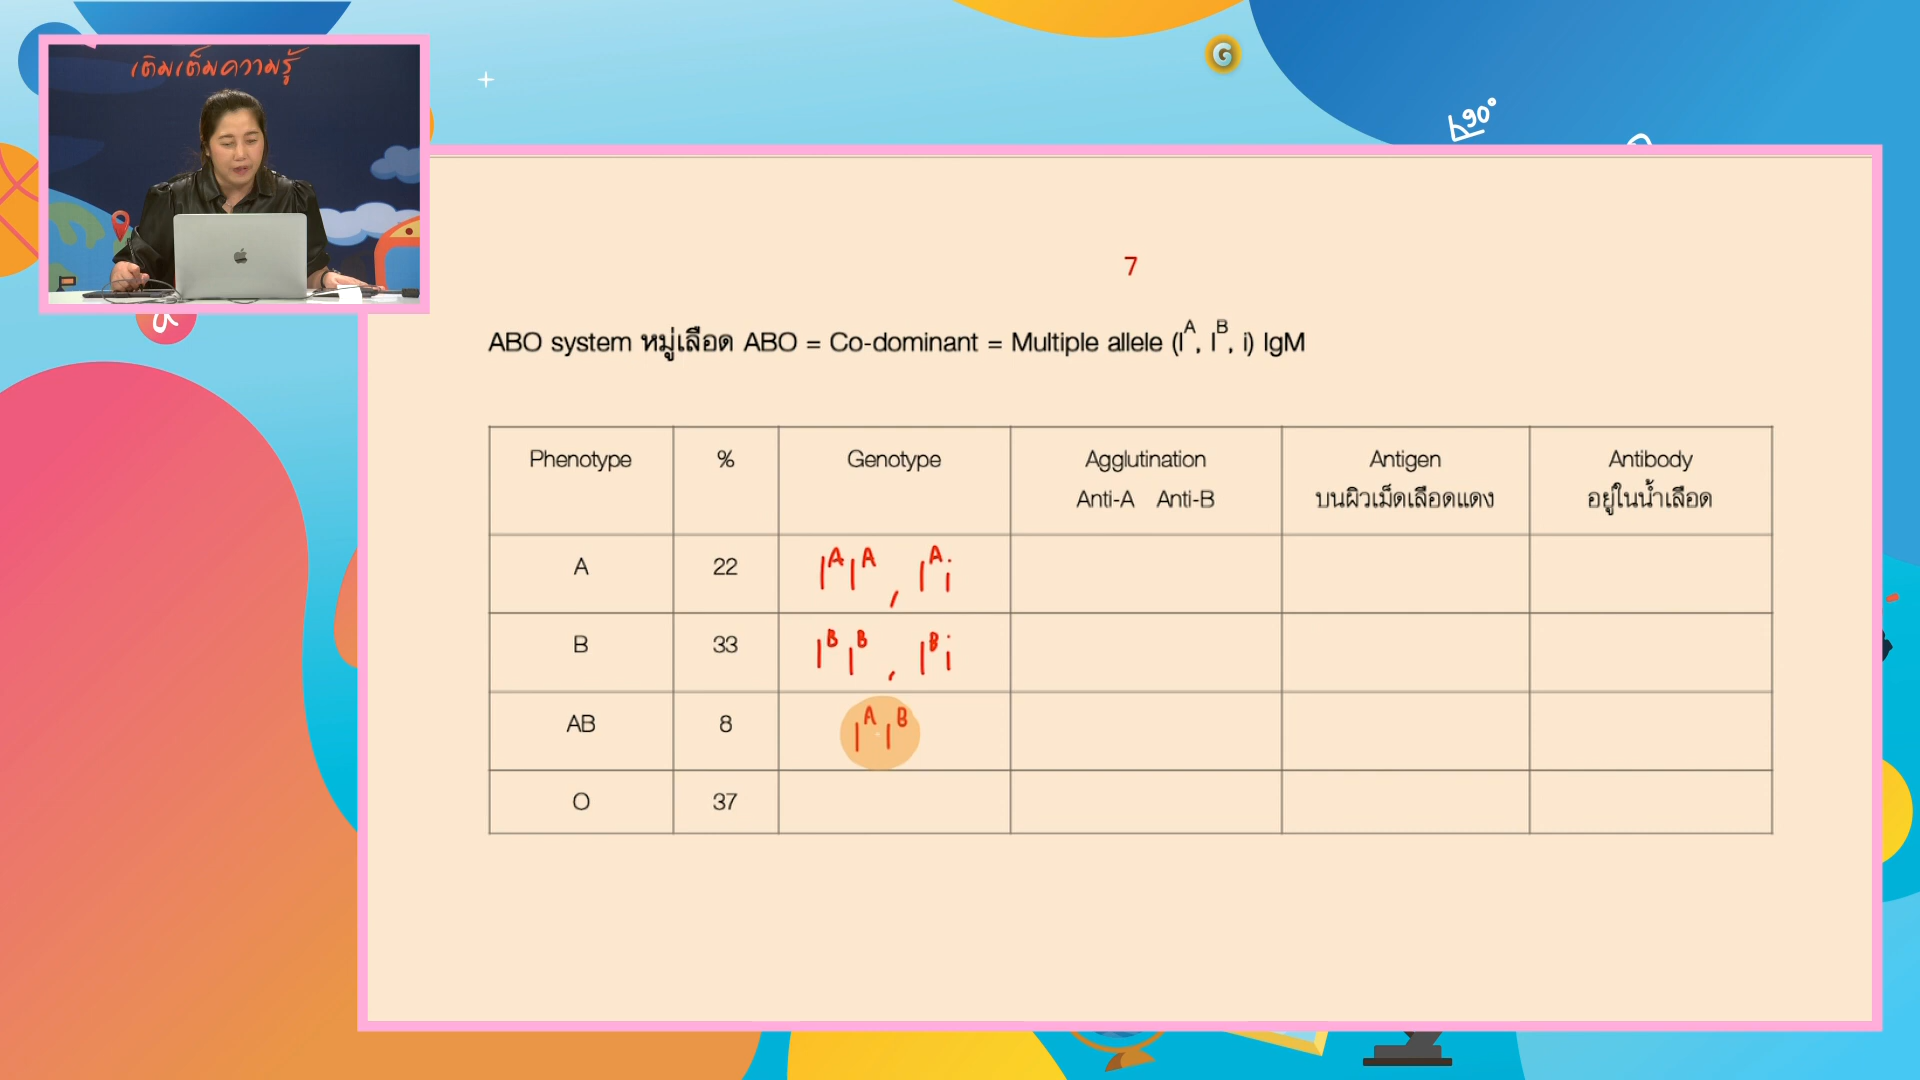 เติมเต็มความรู้
G
90°
7
ABO system หมู่เลือด ABO = Co-dominant = Multiple allele (I^A, I^B, i) IgM
Phenotype % Genotype Agglutination Antigen Antibody
Anti-A Anti-B บนผิวเม็ดเลือดแดง อยู่ในน้ำเลือด
A 22 I^A I^A , I^A i
B 33 I^B I^B , I^B i
AB 8 I^A I^B
O 37